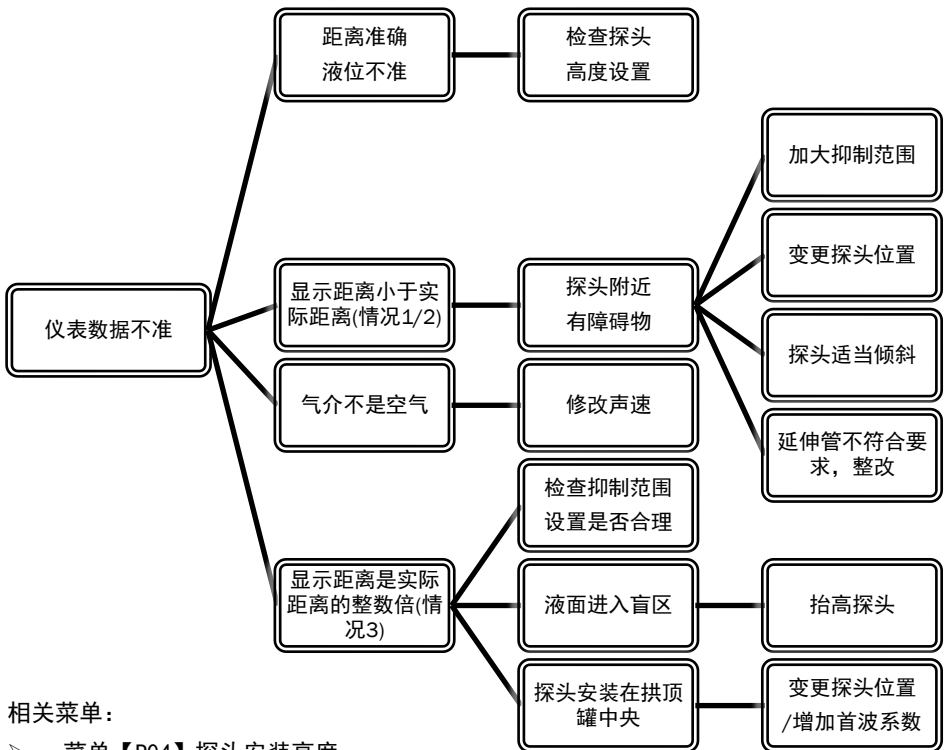 距离准确
液位不准
检查探头
高度设置
加大抑制范围
变更探头位置
显示距离小于实
际距离(情况1/2)
探头附近
有障碍物
仪表数据不准
探头适当倾斜
气介不是空气
修改声速
延伸管不符合要
求，整改
检查抑制范围
设置是否合理
显示距离是实际
距离的整数倍(情
况3)
液面进入盲区
抬高探头
探头安装在拱顶
罐中央
变更探头位置
/增加首波系数
相关菜单：